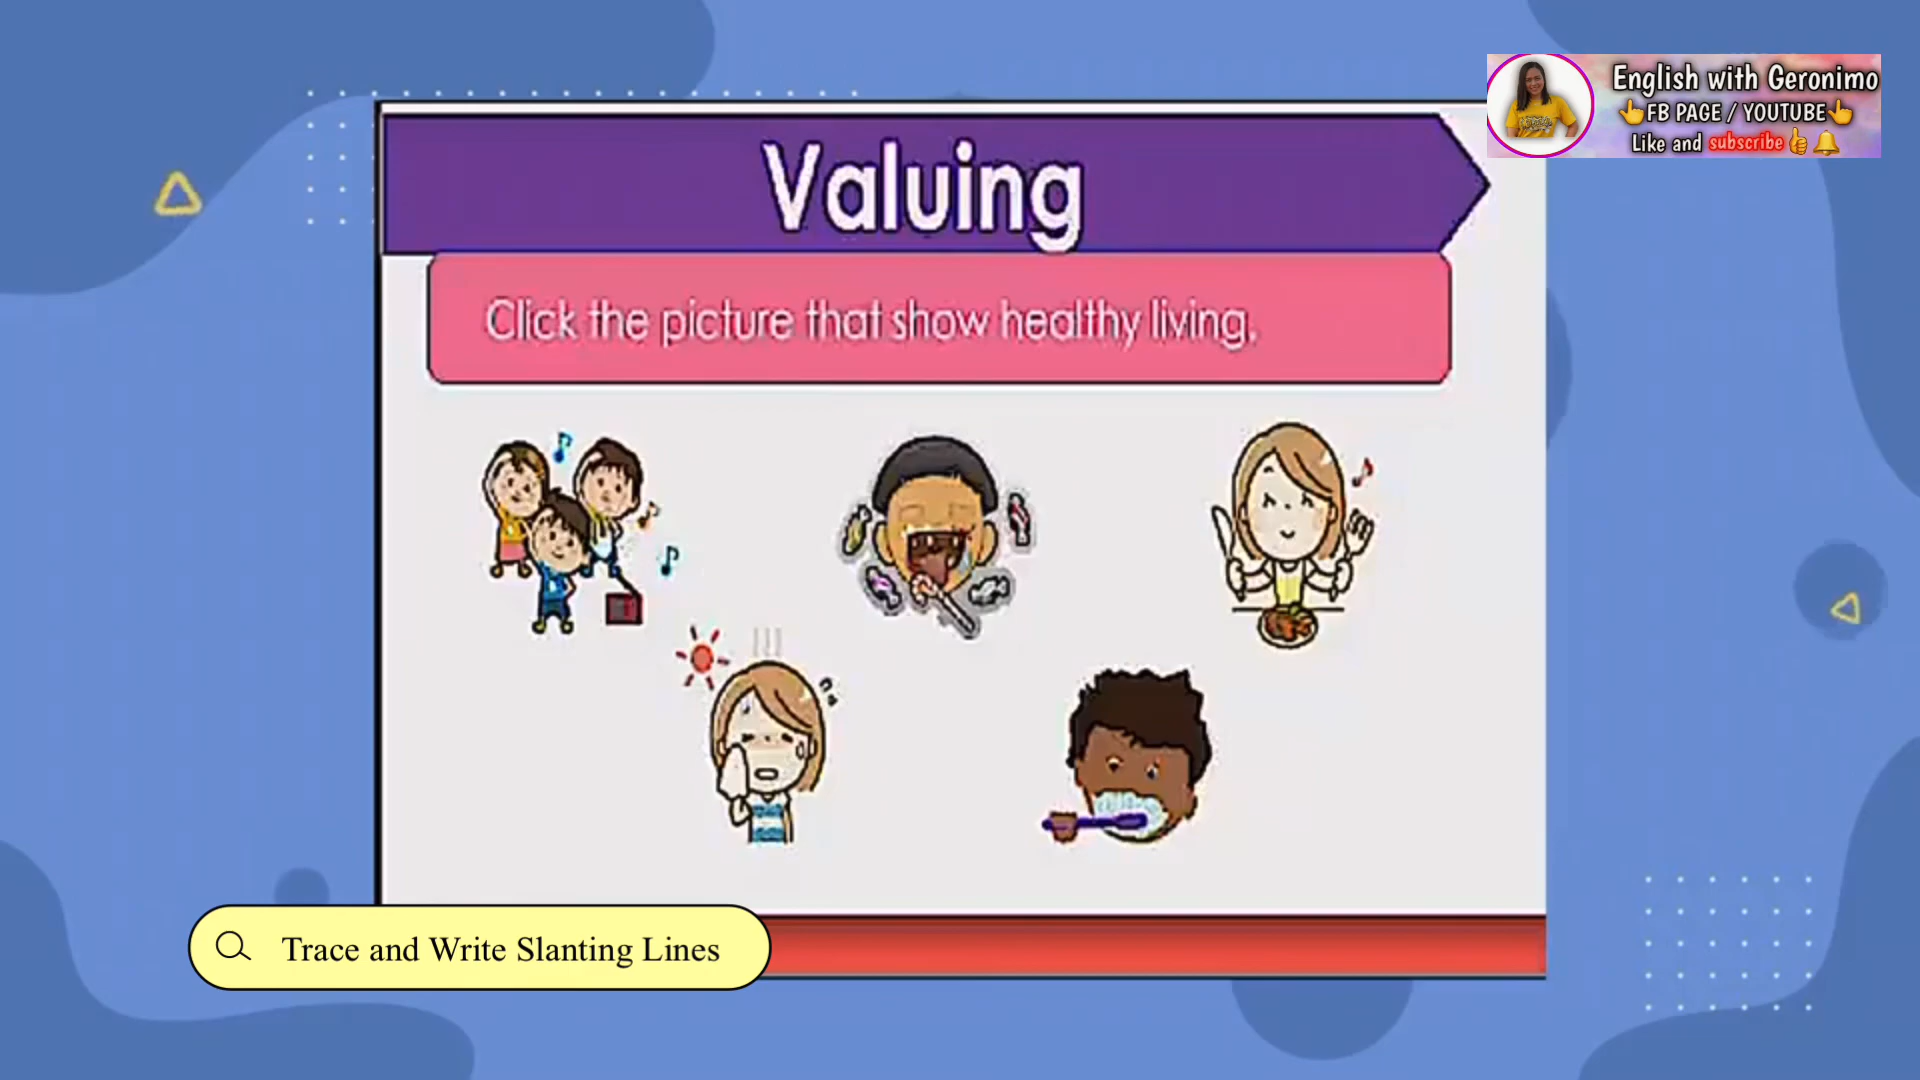 English with Geronimo
FB PAGE / YOUTUBE
Like and subscribe
Valuing
Click the picture that show healthy living.
Trace and Write Slanting Lines